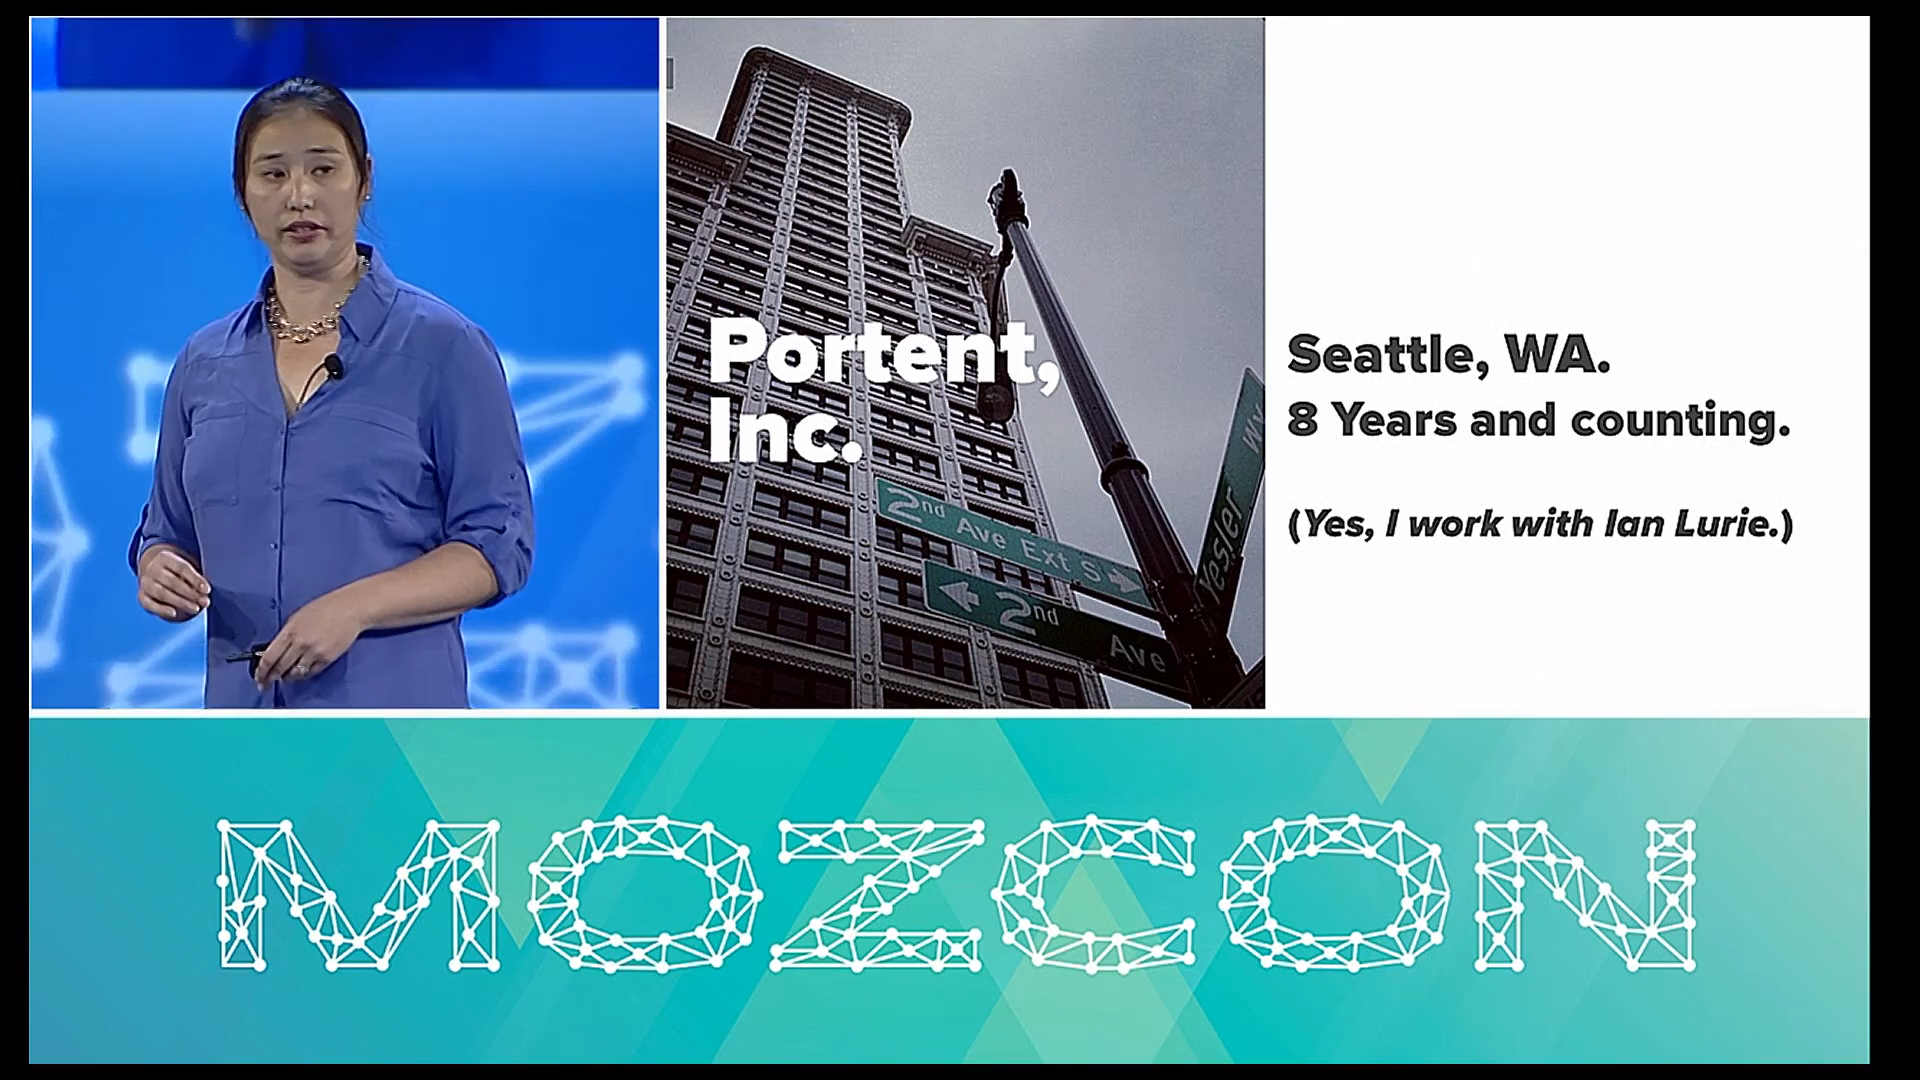 Portent,
Inc.
2nd Ave Ext S
2nd Ave
Yesler
Seattle, WA.
8 Years and counting.
(Yes, I work with Ian Lurie.)
MOZCON